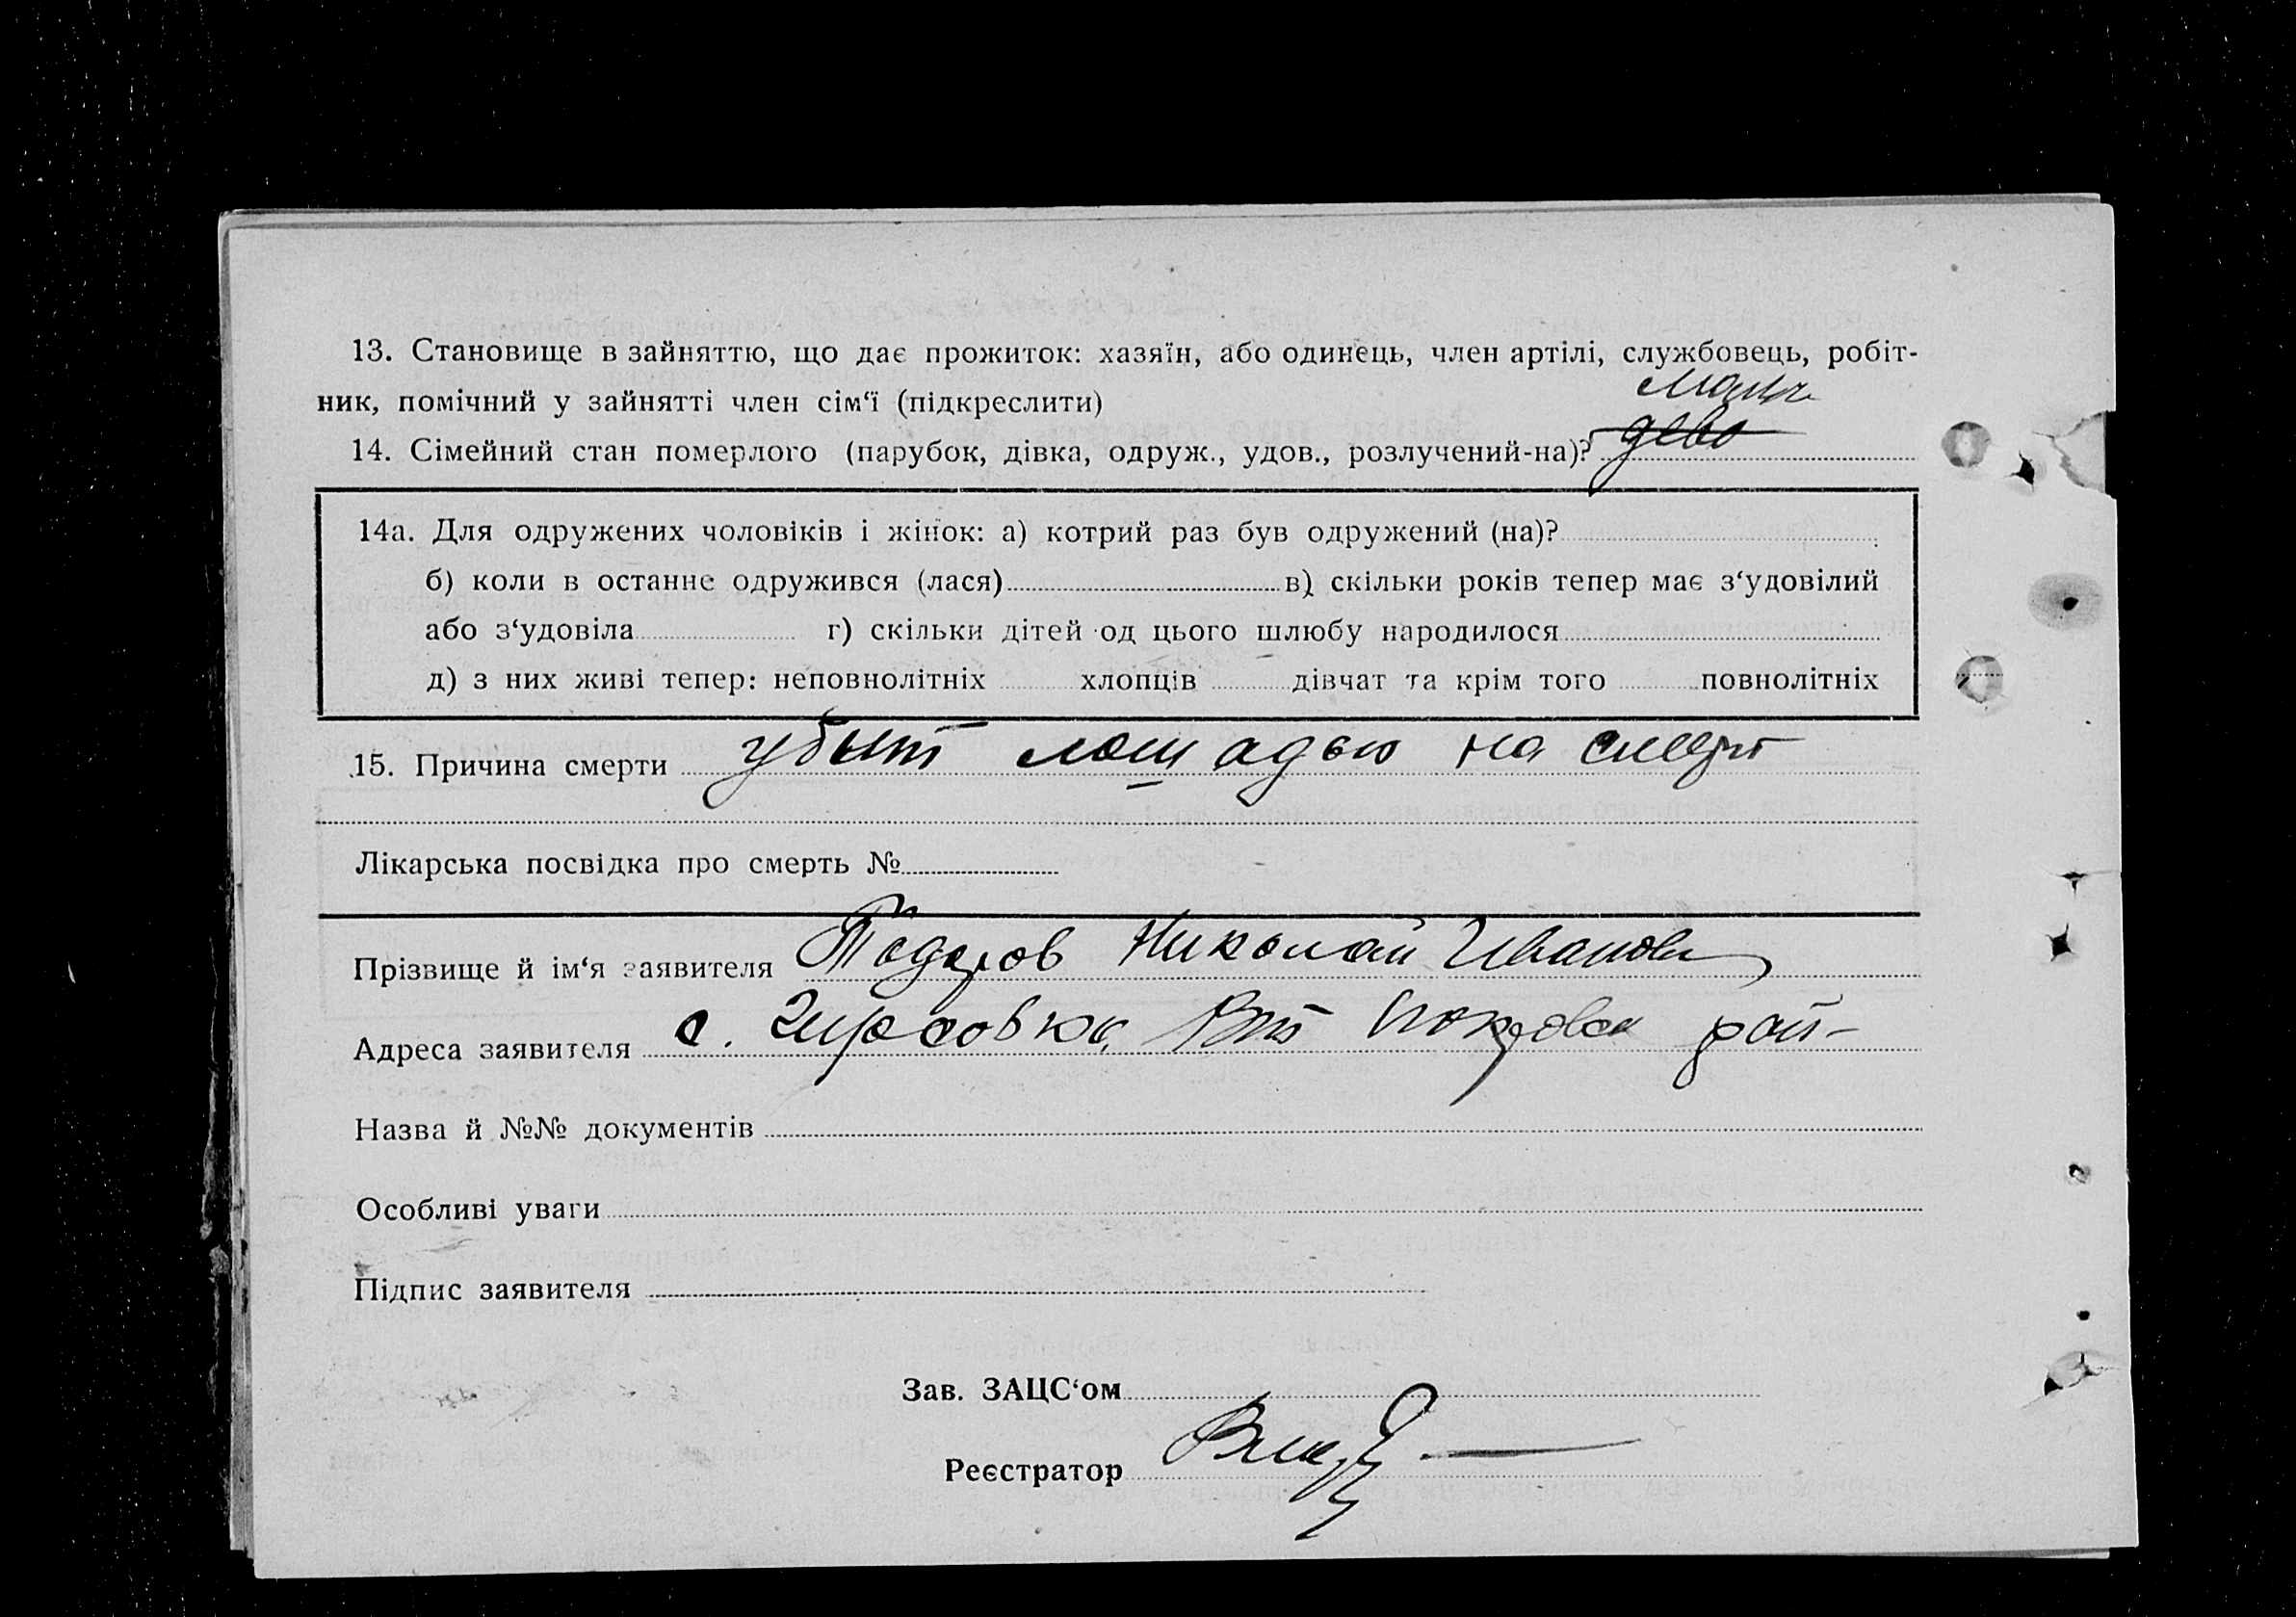 13. Становище в зайняттю, що дає прожиток: хазяїн, або одинець, член артілі, службовець, робіт-
ник, помічний у зайнятті член сім‘ї (підкреслити)
14. Сімейний стан померлого (парубок, дівка, одруж., удов., розлучений-на)? дево
14а. Для одружених чоловіків і жінок: а) котрий раз був одружений (на)?
б) коли в останнє одружився (лася) в) скільки років тепер має з‘удовілий
або з‘удовіла г) скільки дітей од цього шлюбу народилося
д) з них живі тепер: неповнолітніх хлопців дівчат та крім того повнолітніх
15. Причина смерти убит лошадью на смерт
Лікарська посвідка про смерть №
Прізвище й ім‘я заявителя Тодоров Николай Иванови
Адреса заявителя с. Гирсовка рай-
Назва й №№ документів
Особливі уваги
Підпис заявителя
Зав. ЗАЦС‘ом
Реєстратор